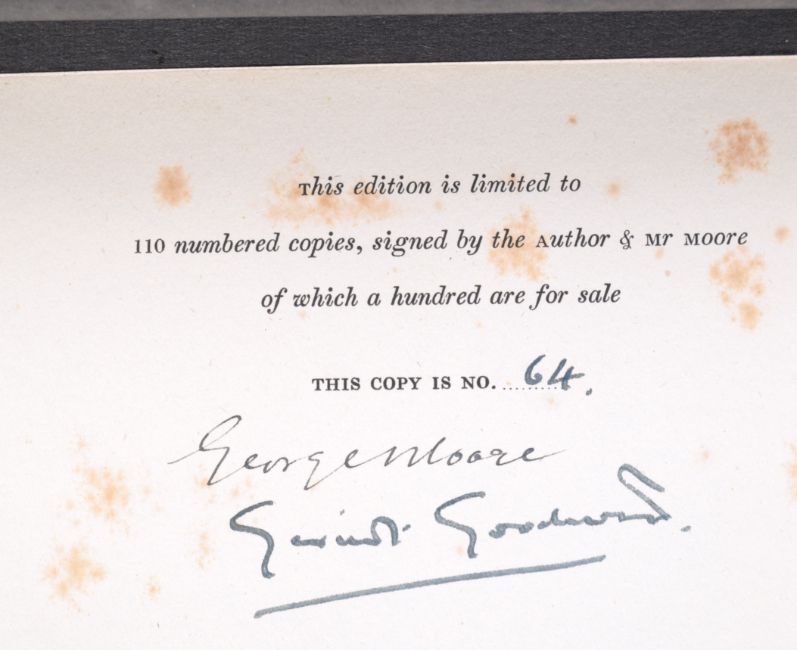 This edition is limited to
110 numbered copies, signed by the Author & Mr Moore
of which a hundred are for sale
THIS COPY IS NO. 64.
George Moore
Geraint Goodwin.